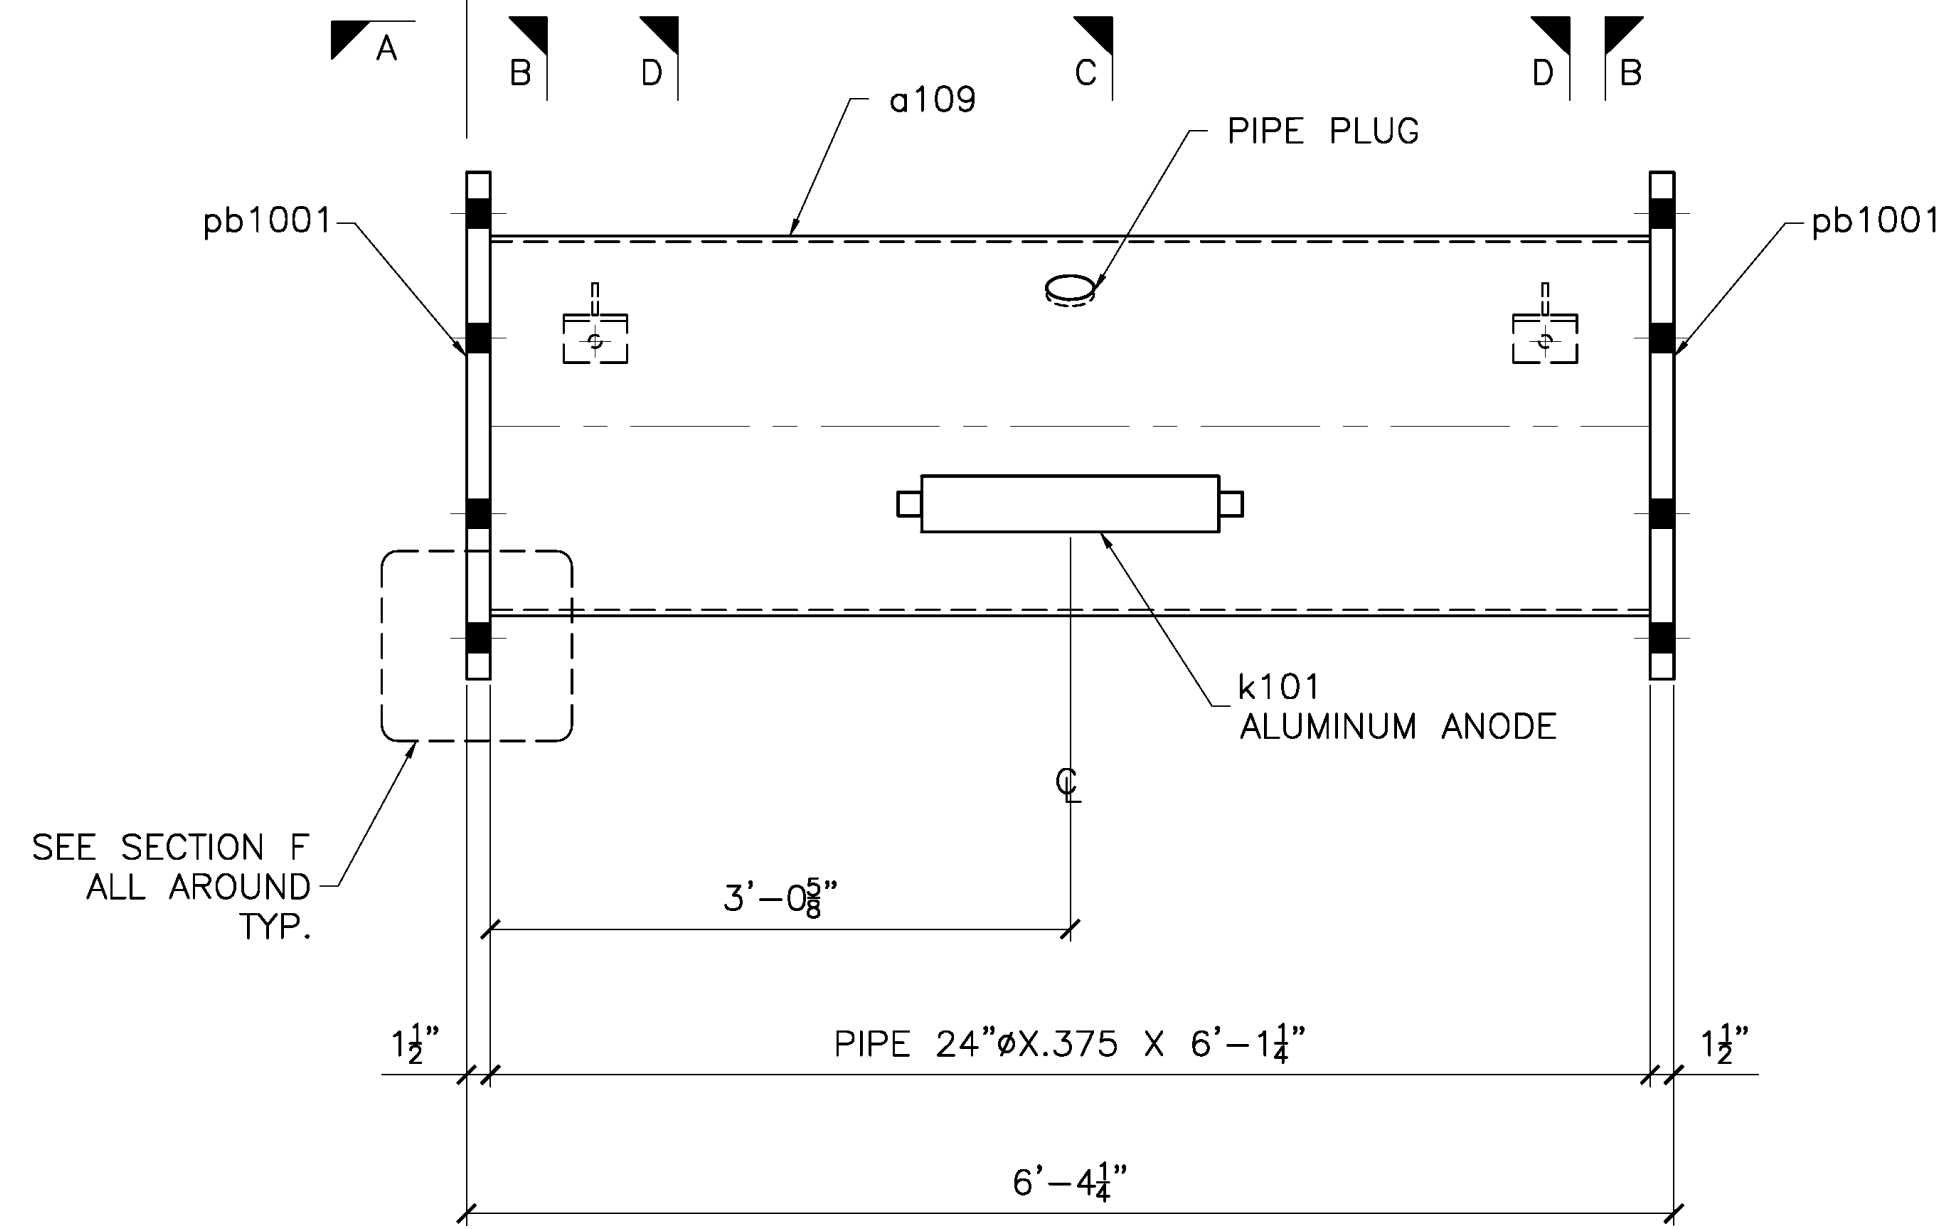 A
B
D
C
D
B
a109
PIPE PLUG
pb1001
pb1001
k101
ALUMINUM ANODE
℄
SEE SECTION F
ALL AROUND
TYP.
3'-0⅝"
1½"
PIPE 24"øX.375 X 6'-1¼"
1½"
6'-4¼"